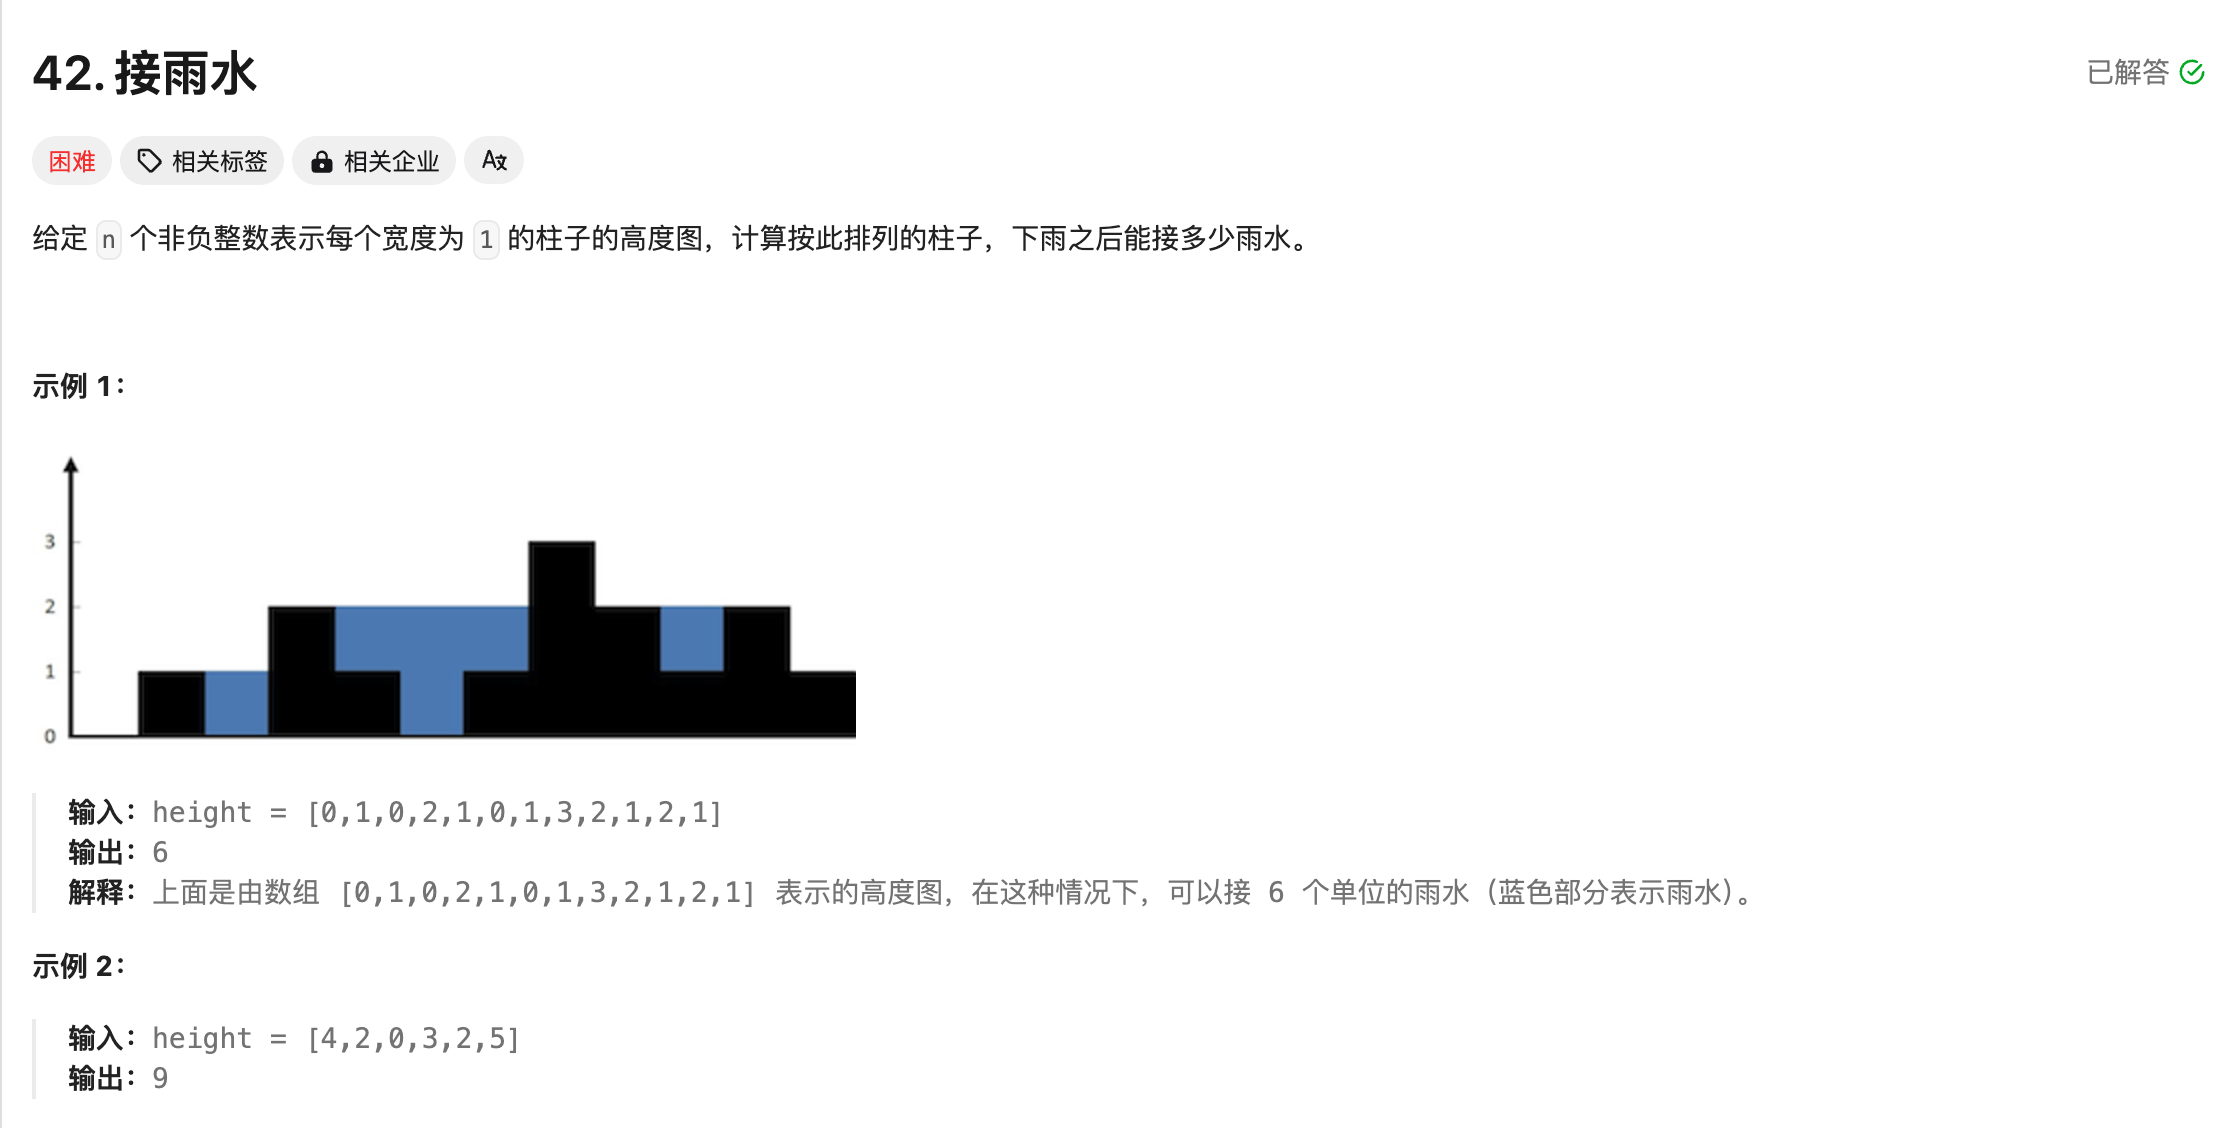 42. 接雨水
已解答
困难 相关标签 相关企业 A文
给定 n 个非负整数表示每个宽度为 1 的柱子的高度图，计算按此排列的柱子，下雨之后能接多少雨水。
示例 1：
3
2
1
0
输入：height = [0,1,0,2,1,0,1,3,2,1,2,1]
输出：6
解释：上面是由数组 [0,1,0,2,1,0,1,3,2,1,2,1] 表示的高度图，在这种情况下，可以接 6 个单位的雨水（蓝色部分表示雨水）。
示例 2：
输入：height = [4,2,0,3,2,5]
输出：9